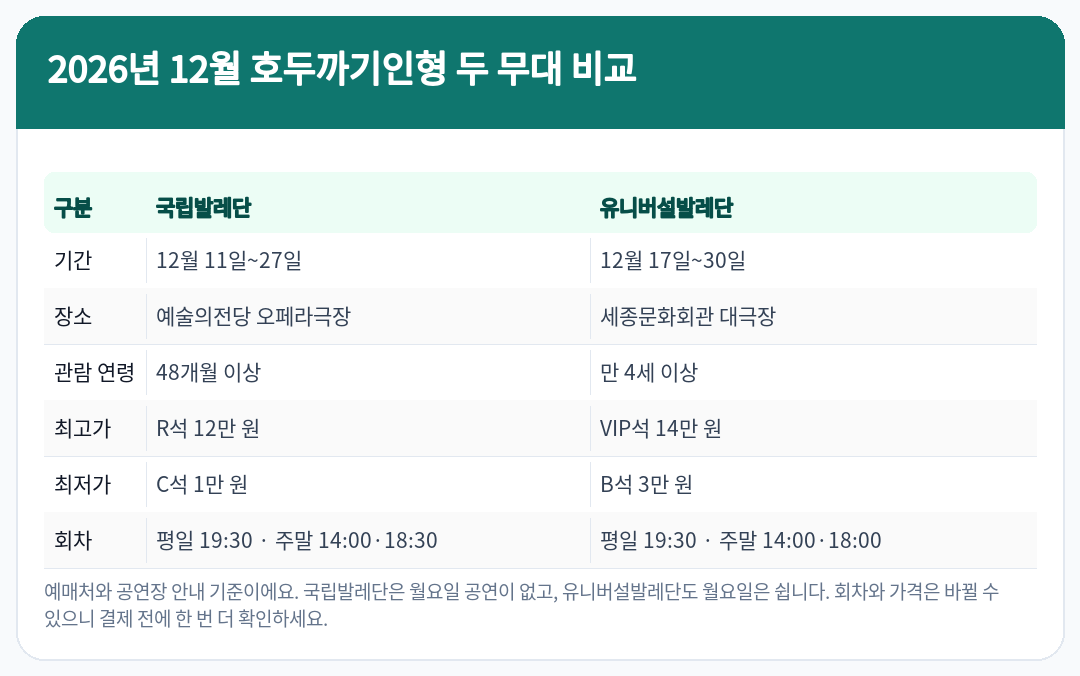 2026년 12월 호두까기인형 두 무대 비교
구분 국립발레단 유니버설발레단
기간 12월 11일~27일 12월 17일~30일
장소 예술의전당 오페라극장 세종문화회관 대극장
관람 연령 48개월 이상 만 4세 이상
최고가 R석 12만 원 VIP석 14만 원
최저가 C석 1만 원 B석 3만 원
회차 평일 19:30 · 주말 14:00·18:30 평일 19:30 · 주말 14:00·18:00
예매처와 공연장 안내 기준이에요. 국립발레단은 월요일 공연이 없고, 유니버설발레단도 월요일은 쉽니다. 회차와 가격은 바뀔 수
있으니 결제 전에 한 번 더 확인하세요.